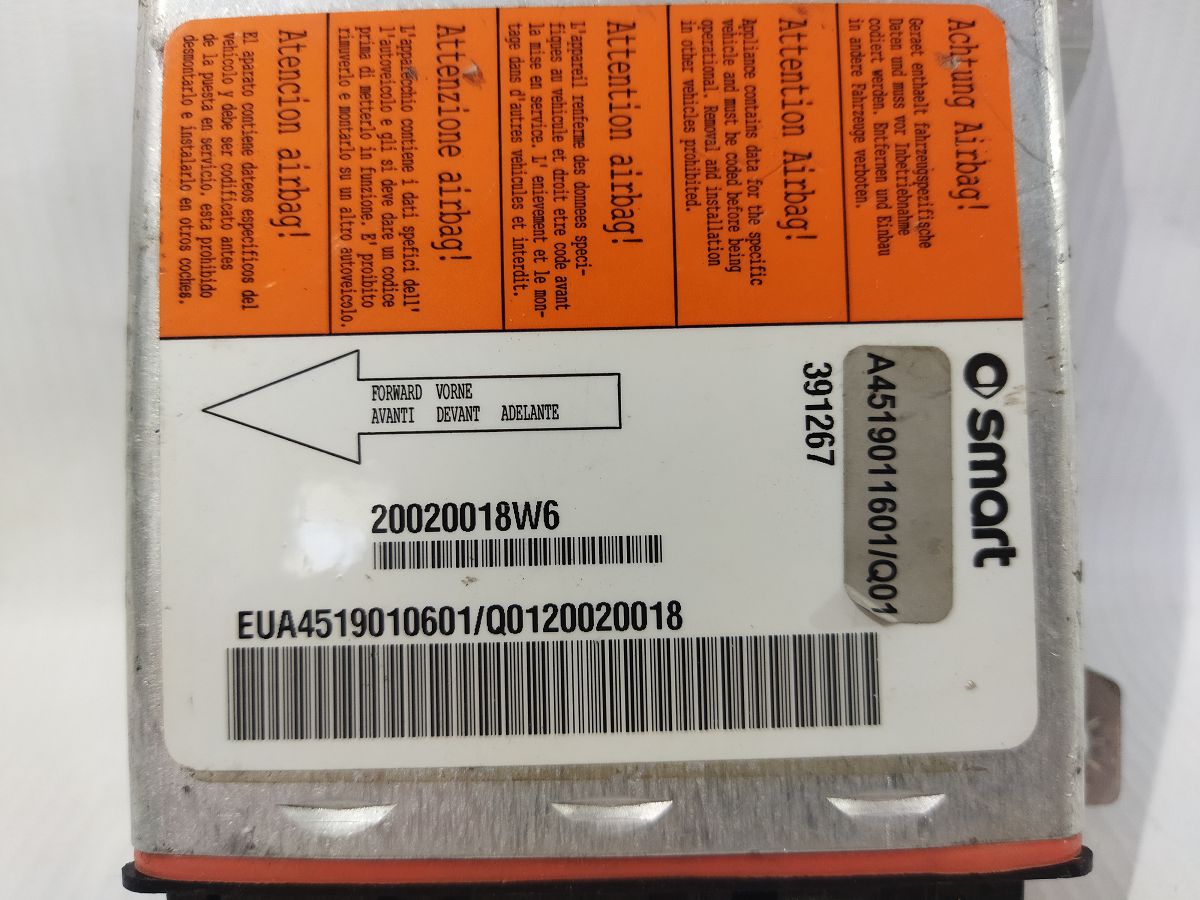 Achtung Airbag!
Geraet enthaelt fahrzeugspezifische
Daten und muss vor Inbetriebnahme
codiert werden. Entfernen und Einbau
in andere Fahrzeuge verboten.
Attention Airbag!
Appliance contains data for the specific
vehicle and must be coded before being
operational. Removal and installation
in other vehicles prohibited.
Attention airbag!
L'appareil renferme des donnees speci-
fiques au vehicule et droit etre code avant
la mise en service. L' enievement et le mon-
tage dans d'autres vehicules et interdit.
Attenzione airbag!
L'apparecchio contiene i dati spefici dell'
l'autoveicolo e gli si deve dare un codice
prima di metterlo in funzione. E' proibito
rimuverlo e montarlo su un altro autoveicolo.
Atencion airbag!
El aparato contiene dateos especificos del
vehicolo y debe ser codificato antes
de la puesta en servicio, esta prohibido
desmontarlo e installarlo en otros coches.
smart
A4519011601/Q01
391267
FORWARD VORNE
AVANTI DEVANT ADELANTE
20020018W6
EUA4519010601/Q0120020018